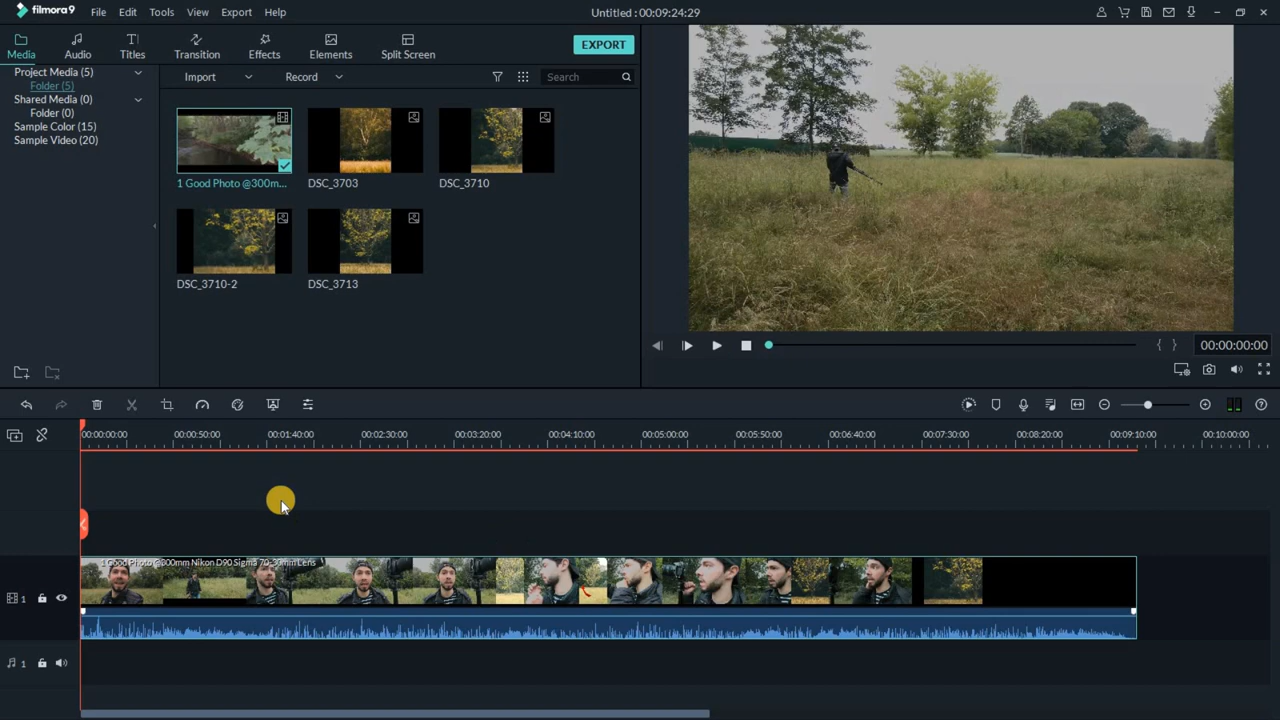 filmora9 File Edit Tools View Export Help Untitled : 00:09:24:29
Media Audio Titles Transition Effects Elements Split Screen EXPORT
Project Media (5)
Folder (5)
Shared Media (0)
Folder (0)
Sample Color (15)
Sample Video (20)
Import Record Search
1 Good Photo @300m... DSC_3703 DSC_3710
DSC_3710-2 DSC_3713
{ } 00:00:00:00
00:00:00:00 00:00:50:00 00:01:40:00 00:02:30:00 00:03:20:00 00:04:10:00 00:05:00:00 00:05:50:00 00:06:40:00 00:07:30:00 00:08:20:00 00:09:10:00 00:10:00:00
1 Good Photo @300mm Nikon D90 Sigma 70-30mm Lens
1
1